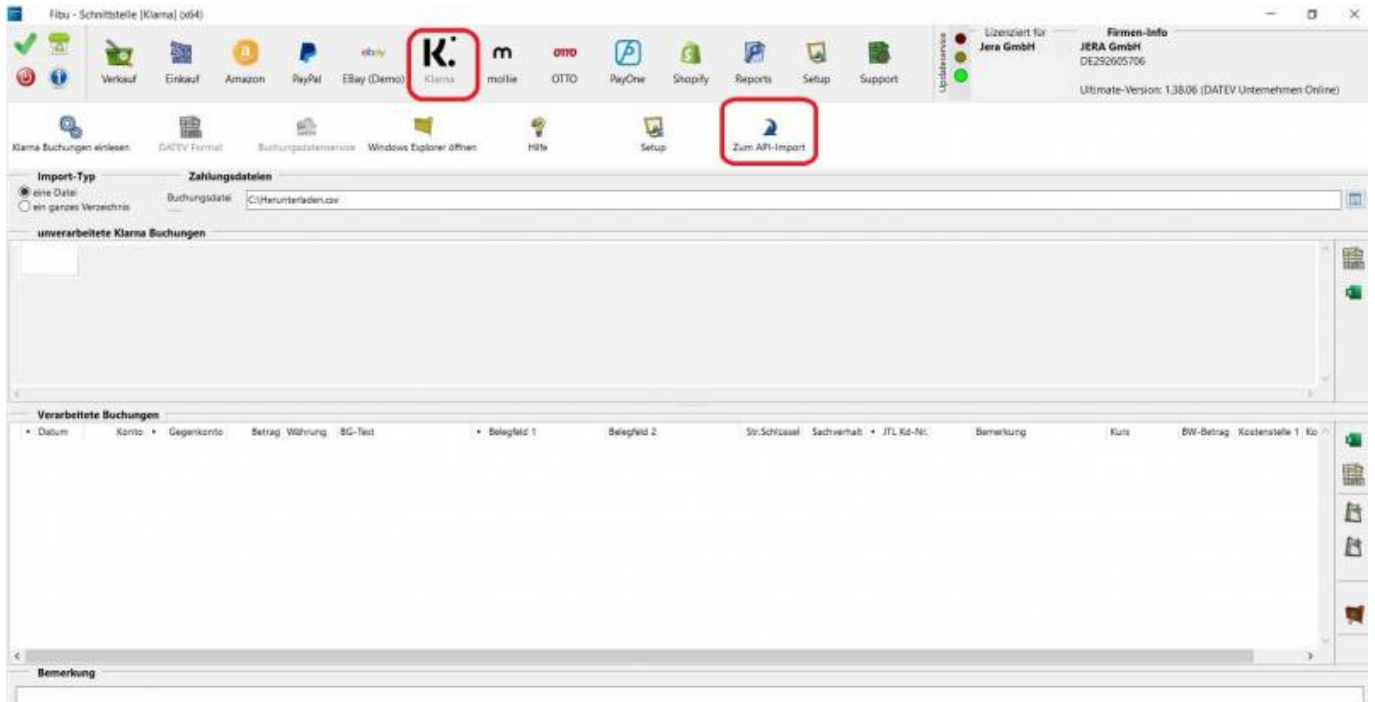 Fibu - Schnittstelle [Klarna] (x64)
Verkauf
Einkauf
Amazon
PayPal
EBay (Demo)
Klarna
mollie
OTTO
PayOne
Shopify
Reports
Setup
Support
ebay
K.
m
OTTO
Updateservice
Lizenziert für
Jera GmbH
Firmen-Info
JERA GmbH
DE292605706
Ultimate-Version: 1.38.06 (DATEV Unternehmen Online)
Klarna Buchungen einlesen
DATEV Format
Buchungsdatenservice
Windows Explorer öffnen
Hilfe
Setup
Zum API-Import
Import-Typ
Zahlungsdateien
eine Datei
ein ganzes Verzeichnis
Buchungsdatei
C:\Herunterladen.csv
unverarbeitete Klarna Buchungen
Verarbeitete Buchungen
Datum Konto Gegenkonto Betrag Währung BG-Text Belegfeld 1 Belegfeld 2 Str.Schlüssel Sachverhalt JTL Kd-Nr. Bemerkung Kurs BW-Betrag Kostenstelle 1 Ko
Bemerkung